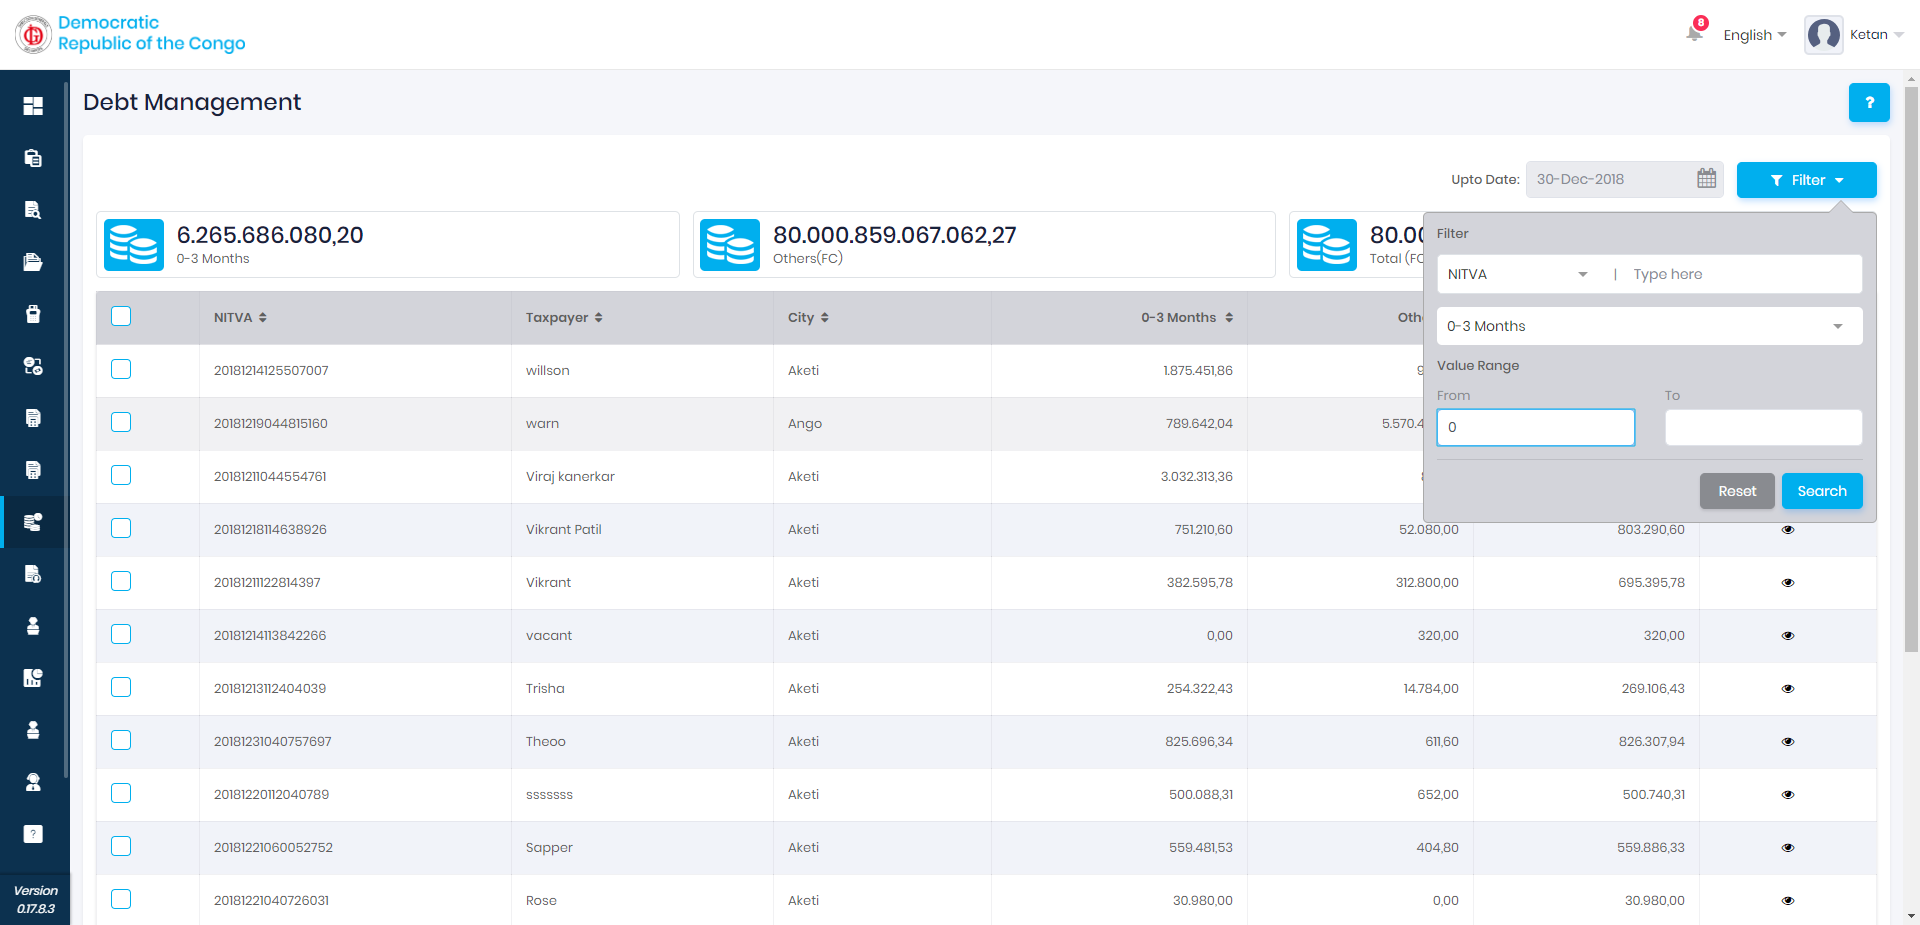 Democratic
Republic of the Congo
8
English
Ketan
Debt Management
?
Upto Date:
30-Dec-2018
Filter
6.265.686.080,20
0-3 Months
80.000.859.067.062,27
Others(FC)
80.0
Total (FC
Filter
NITVA
|
Type here
0-3 Months
Value Range
From
To
0
Reset
Search
NITVA Taxpayer City 0-3 Months Oth
20181214125507007 willson Aketi 1.875.451,86 9
20181219044815160 warn Ango 789.642,04 5.570.4
20181211044554761 Viraj kanerkar Aketi 3.032.313,36
20181218114638926 Vikrant Patil Aketi 751.210,60 52.080,00 803.290,60
20181211122814397 Vikrant Aketi 382.595,78 312.800,00 695.395,78
20181214113842266 vacant Aketi 0,00 320,00 320,00
20181213112404039 Trisha Aketi 254.322,43 14.784,00 269.106,43
20181231040757697 Theoo Aketi 825.696,34 611,60 826.307,94
20181220112040789 sssssss Aketi 500.088,31 652,00 500.740,31
20181221060052752 Sapper Aketi 559.481,53 404,80 559.886,33
20181221040726031 Rose Aketi 30.980,00 0,00 30.980,00
?
Version
0.17.8.3